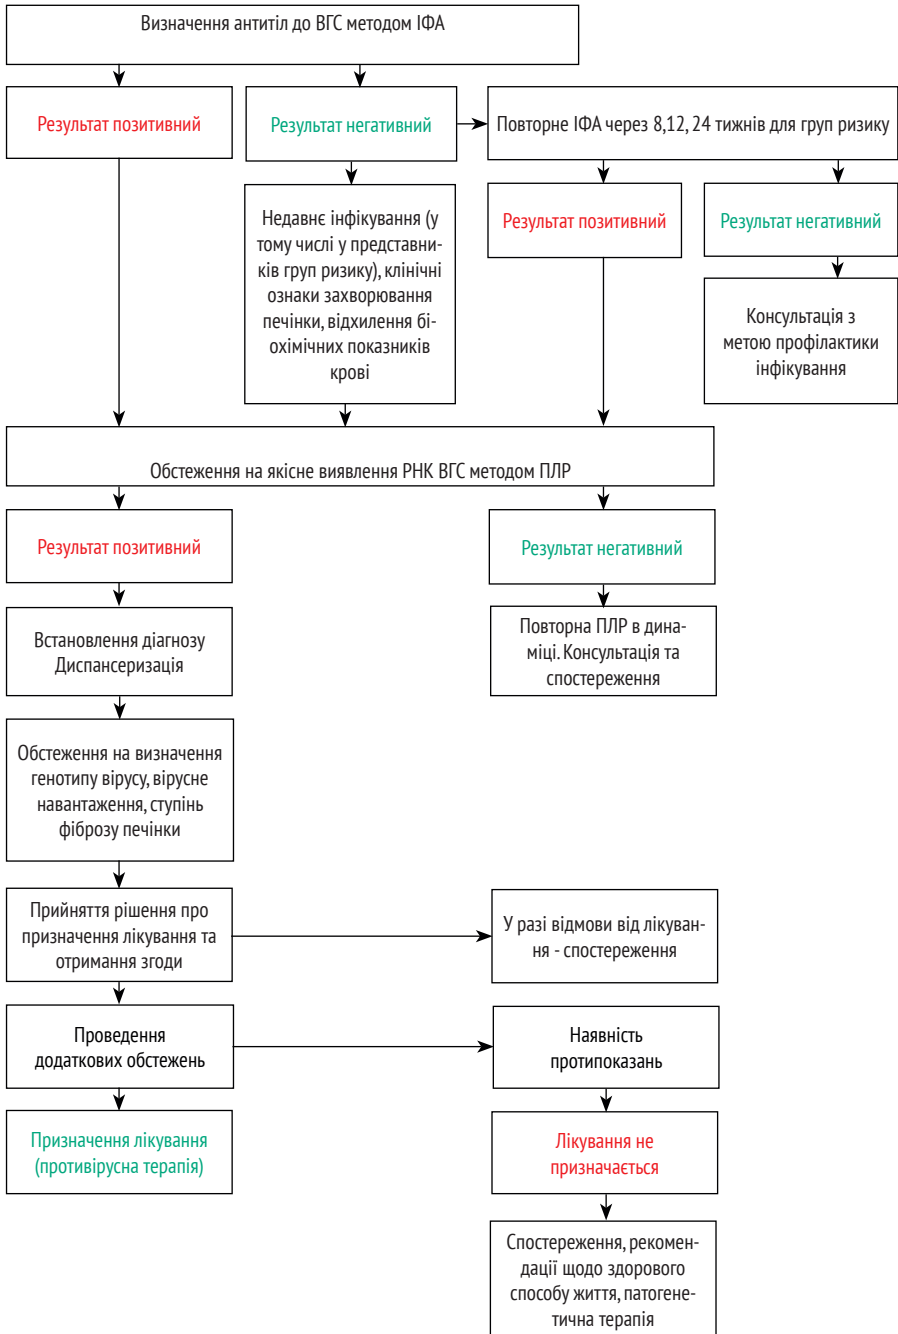 Визначення антитіл до ВГС методом ІФА
Результат позитивний
Результат негативний
Повторне ІФА через 8,12, 24 тижнів для груп ризику
Недавнє інфікування (у
тому числі у представни-
ків груп ризику), клінічні
ознаки захворювання
печінки, відхилення бі-
охімічних показників
крові
Результат позитивний
Результат негативний
Консультація з
метою профілактики
інфікування
Обстеження на якісне виявлення РНК ВГС методом ПЛР
Результат позитивний
Результат негативний
Встановлення діагнозу
Диспансеризація
Повторна ПЛР в дина-
міці. Консультація та
спостереження
Обстеження на визначення
генотипу вірусу, вірусне
навантаження, ступінь
фіброзу печінки
Прийняття рішення про
призначення лікування та
отримання згоди
У разі відмови від лікуван-
ня - спостереження
Проведення
додаткових обстежень
Наявність
протипоказань
Призначення лікування
(противірусна терапія)
Лікування не
призначається
Спостереження, рекомен-
дації щодо здорового
способу життя, патогене-
тична терапія